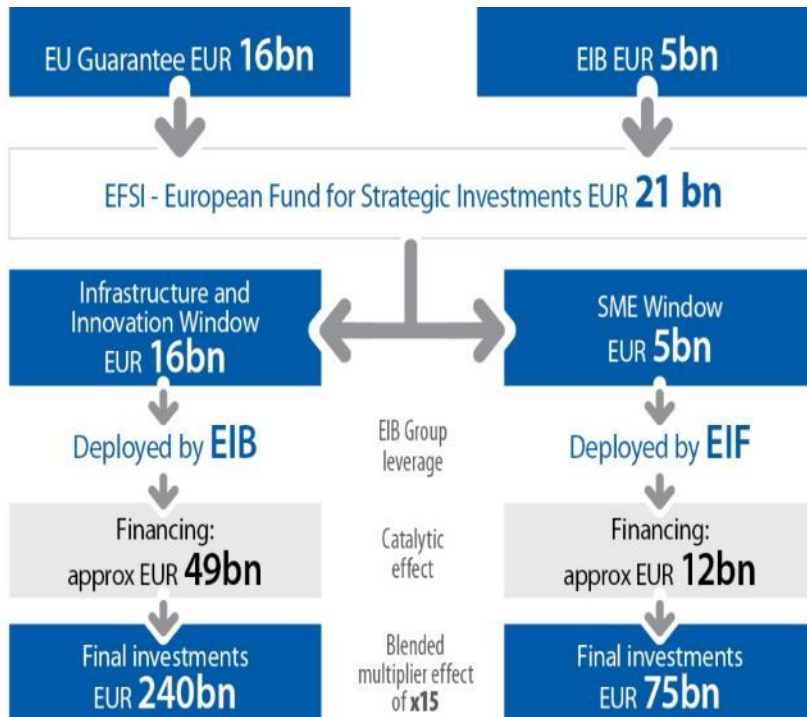 EU Guarantee EUR 16bn
EIB EUR 5bn
EFSI - European Fund for Strategic Investments EUR 21 bn
Infrastructure and
Innovation Window
EUR 16bn
SME Window
EUR 5bn
Deployed by EIB
EIB Group
leverage
Deployed by EIF
Financing:
approx EUR 49bn
Catalytic
effect
Financing:
approx EUR 12bn
Final investments
EUR 240bn
Blended
multiplier effect
of x15
Final investments
EUR 75bn